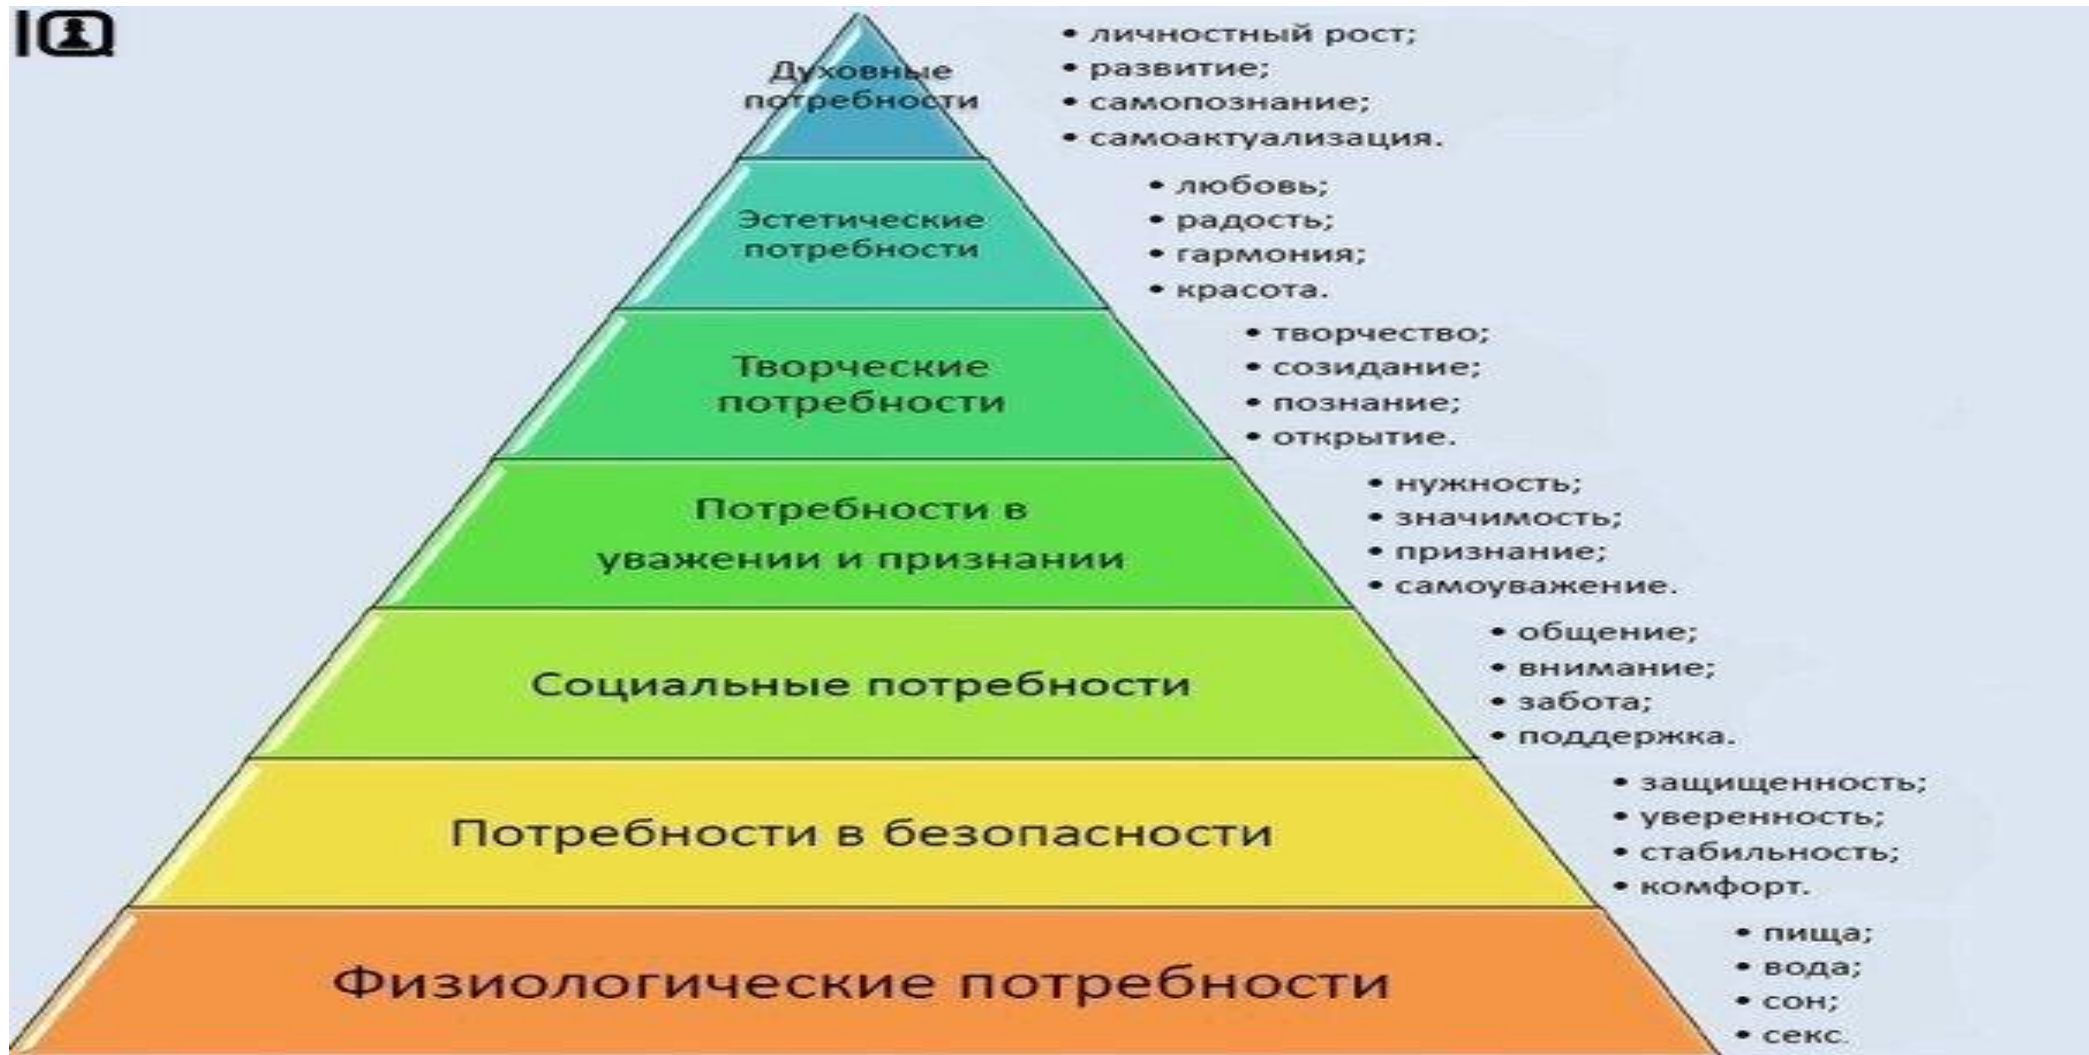 IQ
Духовные
потребности
• личностный рост;
• развитие;
• самопознание;
• самоактуализация.
Эстетические
потребности
• любовь;
• радость;
• гармония;
• красота.
Творческие
потребности
• творчество;
• созидание;
• познание;
• открытие.
Потребности в
уважении и признании
• нужность;
• значимость;
• признание;
• самоуважение.
Социальные потребности
• общение;
• внимание;
• забота;
• поддержка.
Потребности в безопасности
• защищенность;
• уверенность;
• стабильность;
• комфорт.
Физиологические потребности
• пища;
• вода;
• сон;
• секс.